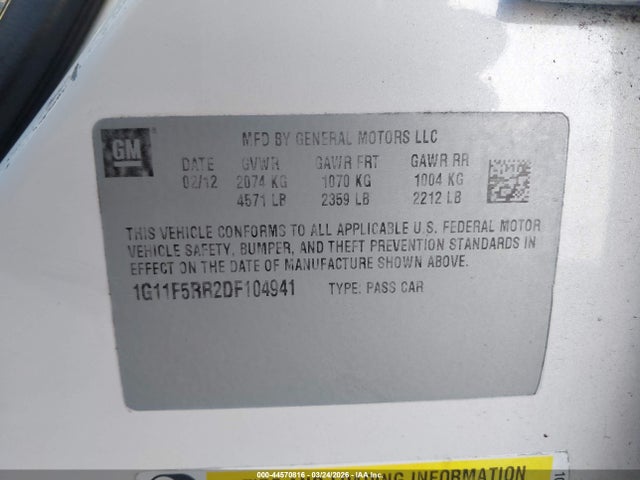 GM
MFD BY GENERAL MOTORS LLC
DATE GVWR GAWR FRT GAWR RR
02/12 2074 KG 1070 KG 1004 KG
4571 LB 2359 LB 2212 LB
THIS VEHICLE CONFORMS TO ALL APPLICABLE U.S. FEDERAL MOTOR
VEHICLE SAFETY, BUMPER, AND THEFT PREVENTION STANDARDS IN
EFFECT ON THE DATE OF MANUFACTURE SHOWN ABOVE.
1G11F5RR2DF104941 TYPE: PASS CAR
INFORMATION
000-44570816 - 03/24/2026 - COPYRIGHT IAA, LLC